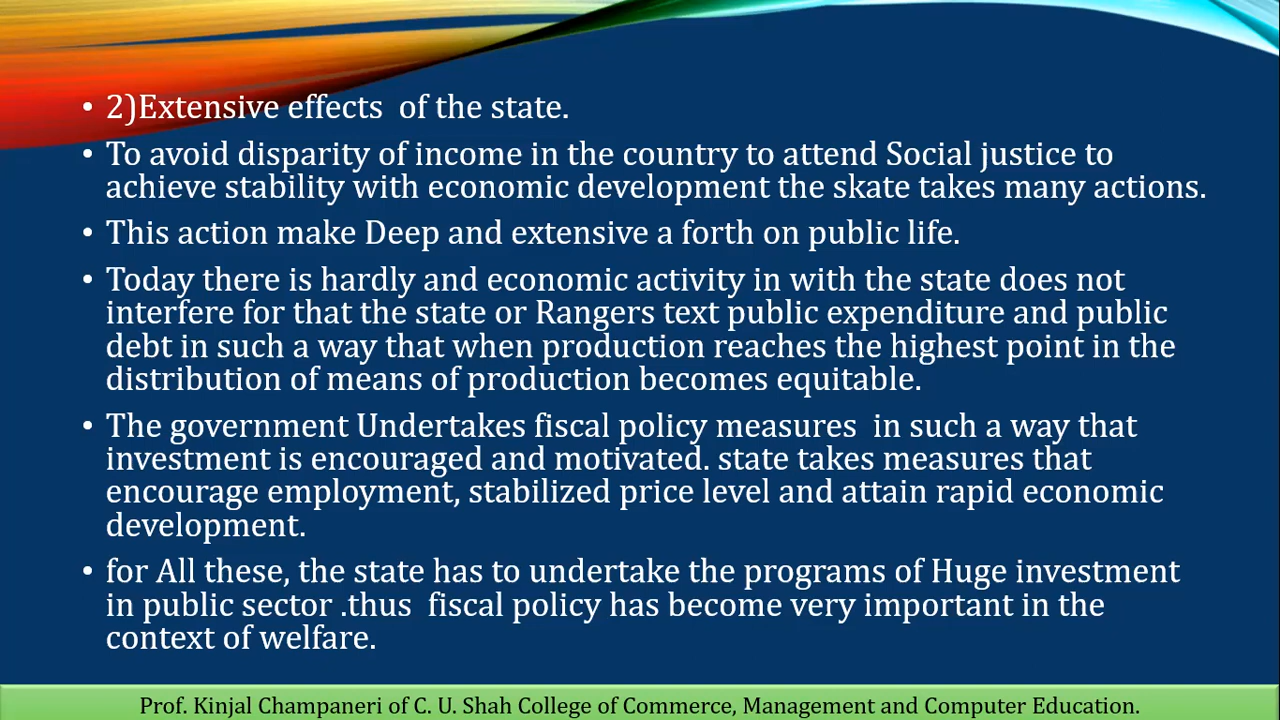 • 2)Extensive effects  of the state.
• To avoid disparity of income in the country to attend Social justice to
achieve stability with economic development the skate takes many actions.
• This action make Deep and extensive a forth on public life.
• Today there is hardly and economic activity in with the state does not
interfere for that the state or Rangers text public expenditure and public
debt in such a way that when production reaches the highest point in the
distribution of means of production becomes equitable.
• The government Undertakes fiscal policy measures  in such a way that
investment is encouraged and motivated. state takes measures that
encourage employment, stabilized price level and attain rapid economic
development.
• for All these, the state has to undertake the programs of Huge investment
in public sector .thus  fiscal policy has become very important in the
context of welfare.
Prof. Kinjal Champaneri of C. U. Shah College of Commerce, Management and Computer Education.